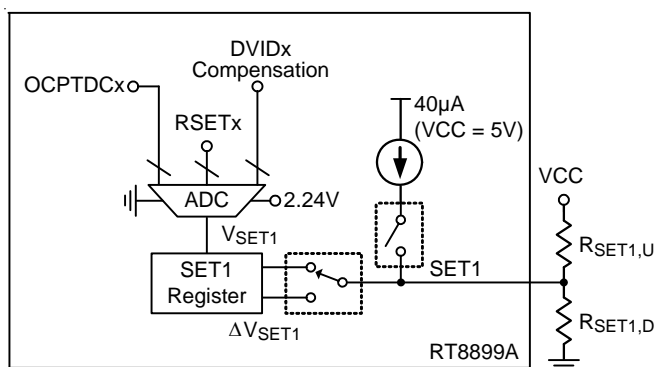 DVIDx
Compensation
OCPTDCx
RSETx
40µA
(VCC = 5V)
VCC
ADC
2.24V
VSET1
RSET1,U
SET1
Register
SET1
ΔVSET1
RSET1,D
RT8899A